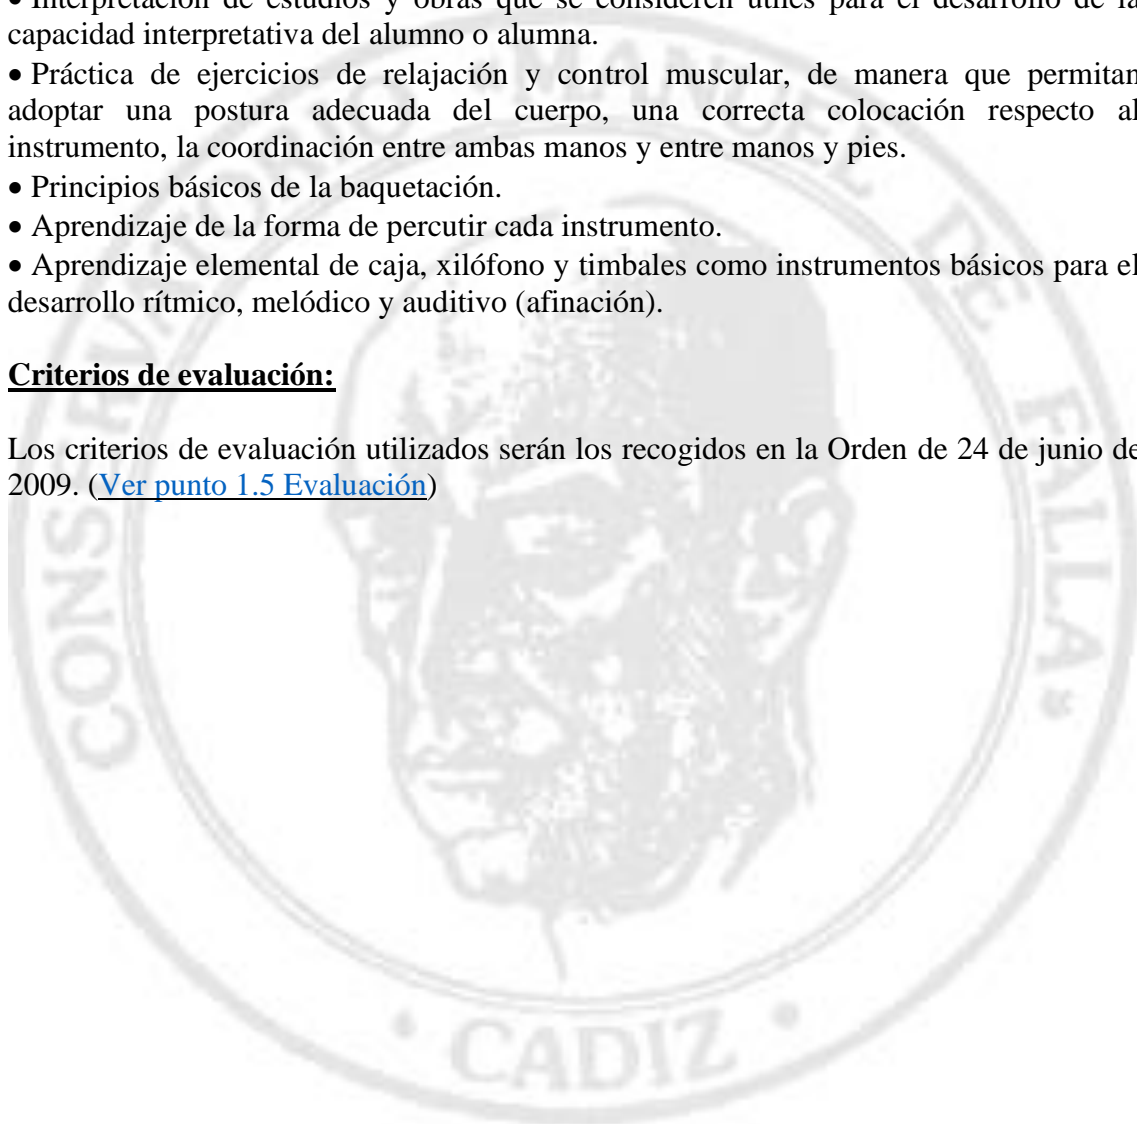 • Interpretación de estudios y obras que se consideren útiles para el desarrollo de la
capacidad interpretativa del alumno o alumna.
• Práctica de ejercicios de relajación y control muscular, de manera que permitan
adoptar una postura adecuada del cuerpo, una correcta colocación respecto al
instrumento, la coordinación entre ambas manos y entre manos y pies.
• Principios básicos de la baquetación.
• Aprendizaje de la forma de percutir cada instrumento.
• Aprendizaje elemental de caja, xilófono y timbales como instrumentos básicos para el
desarrollo rítmico, melódico y auditivo (afinación).
Criterios de evaluación:
Los criterios de evaluación utilizados serán los recogidos en la Orden de 24 de junio de
2009. (Ver punto 1.5 Evaluación)
DE FALLA"
• CADIZ •